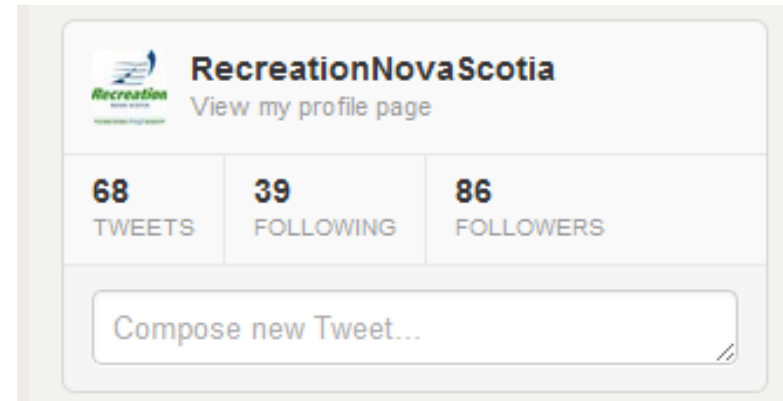 RecreationNovaScotia
View my profile page
Recreation
68
TWEETS
39
FOLLOWING
86
FOLLOWERS
Compose new Tweet...